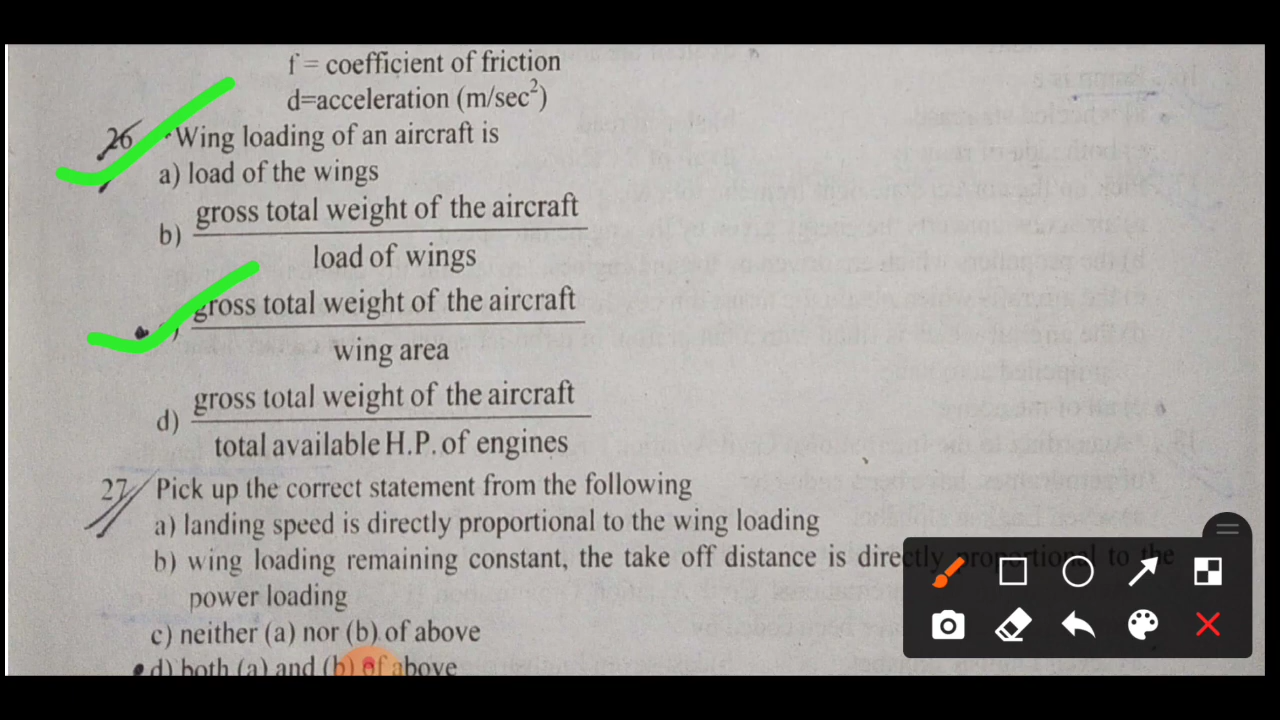 f = coefficient of friction
d=acceleration (m/sec²)
26 Wing loading of an aircraft is
a) load of the wings
b) gross total weight of the aircraft
load of wings
gross total weight of the aircraft
wing area
d) gross total weight of the aircraft
total available H.P. of engines
27 Pick up the correct statement from the following
a) landing speed is directly proportional to the wing loading
b) wing loading remaining constant, the take off distance is directly proportional to the
power loading
c) neither (a) nor (b) of above
d) both (a) and (b) of above